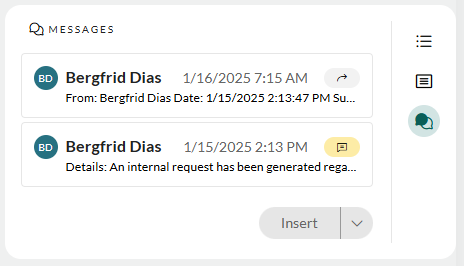 MESSAGES
BD Bergfrid Dias 1/16/2025 7:15 AM
From: Bergfrid Dias Date: 1/15/2025 2:13:47 PM Su...
BD Bergfrid Dias 1/15/2025 2:13 PM
Details: An internal request has been generated rega...
Insert